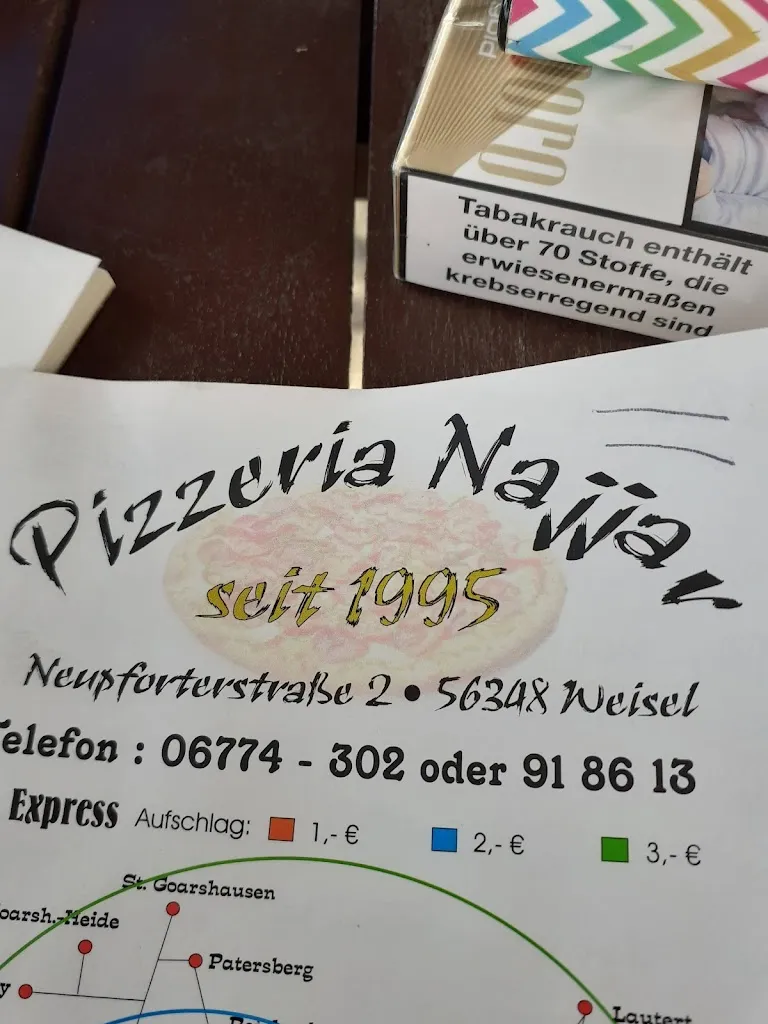 Tabakrauch enthält
über 70 Stoffe, die
erwiesenermaßen
krebserregend sind
Pizzeria Najjar
seit 1995
Neupforterstraße 2 • 56348 Weisel
Telefon : 06774 - 302 oder 91 86 13
Express Aufschlag: 1,- € 2,- € 3,- €
St. Goarshausen
oarsh.-Heide
Patersberg
y
Lautert